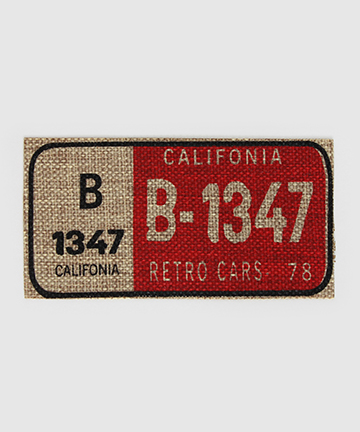 B
1347
CALIFONIA
CALIFONIA
B-1347
RETRO CARS- 78